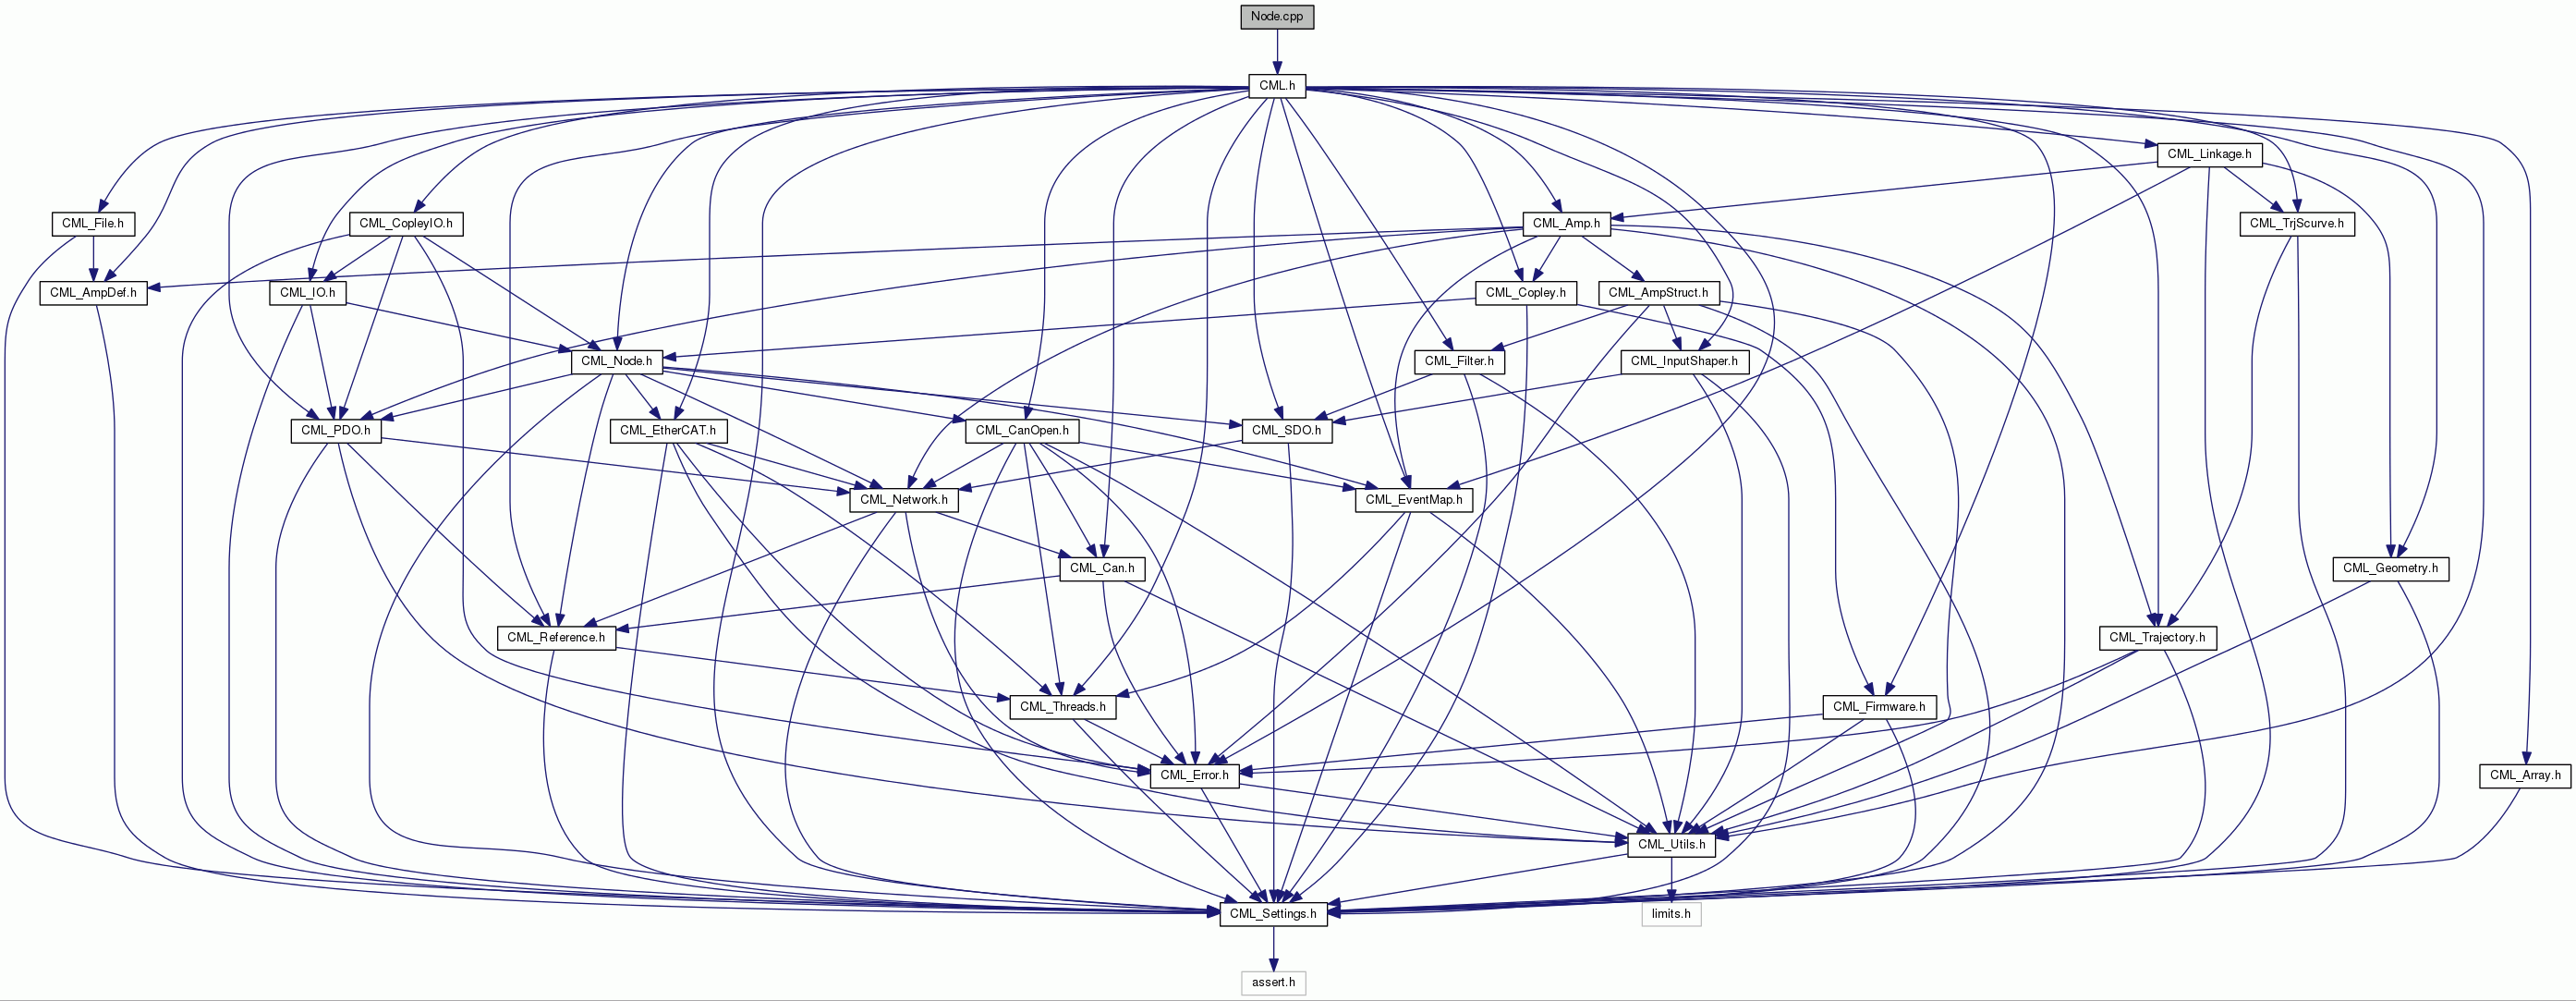 Node.cpp
CML.h
CML_Linkage.h
CML_File.h
CML_CopleyIO.h
CML_Amp.h
CML_TrjScurve.h
CML_AmpDef.h
CML_IO.h
CML_Copley.h
CML_AmpStruct.h
CML_Node.h
CML_Filter.h
CML_InputShaper.h
CML_PDO.h
CML_EtherCAT.h
CML_CanOpen.h
CML_SDO.h
CML_Network.h
CML_EventMap.h
CML_Can.h
CML_Geometry.h
CML_Reference.h
CML_Trajectory.h
CML_Threads.h
CML_Firmware.h
CML_Error.h
CML_Array.h
CML_Utils.h
CML_Settings.h
limits.h
assert.h